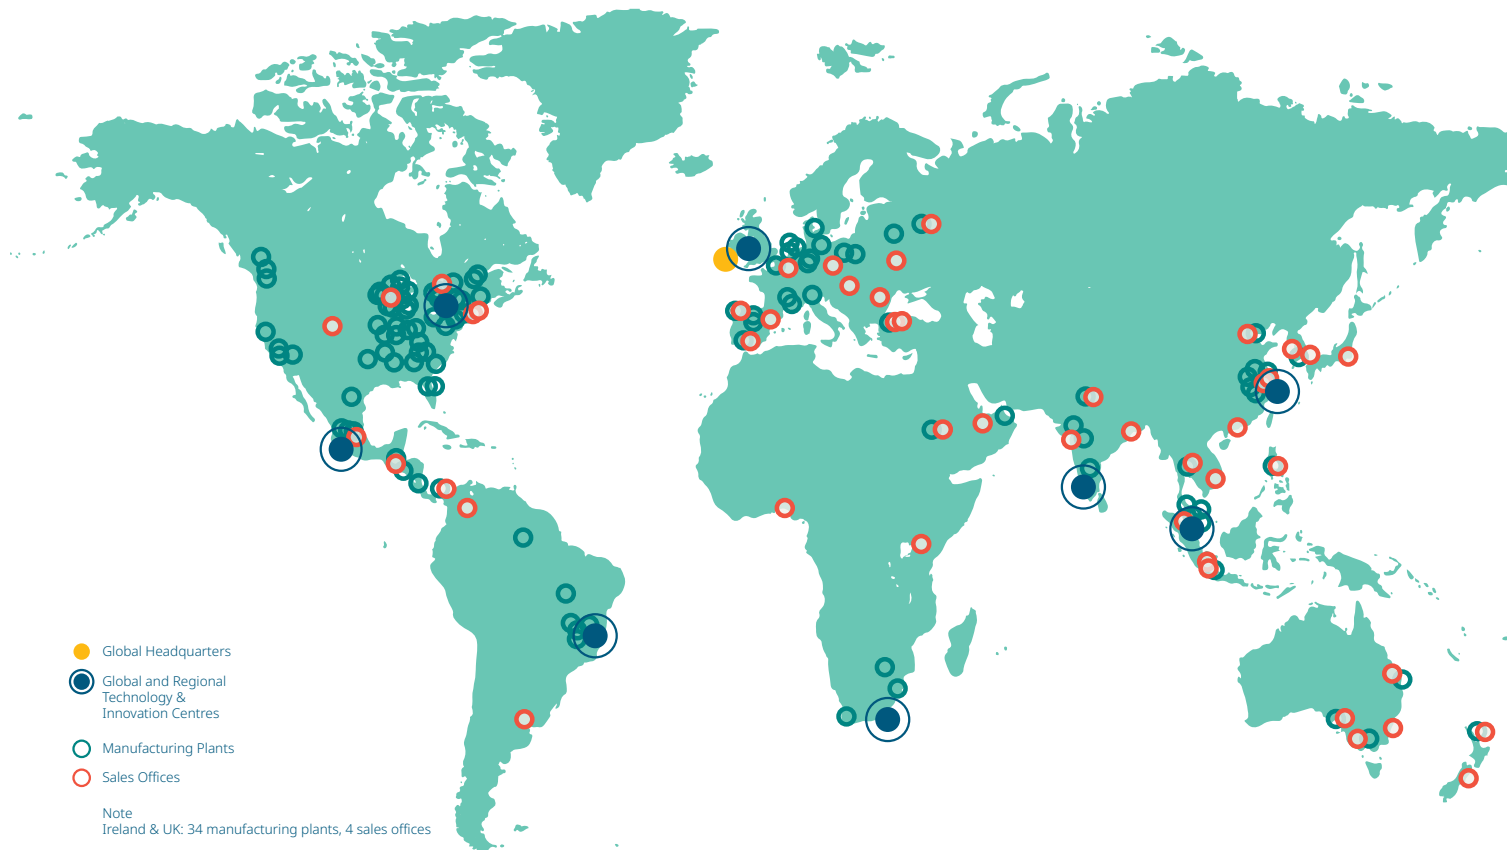 Global Headquarters
Global and Regional
Technology &
Innovation Centres
Manufacturing Plants
Sales Offices
Note
Ireland & UK: 34 manufacturing plants, 4 sales offices